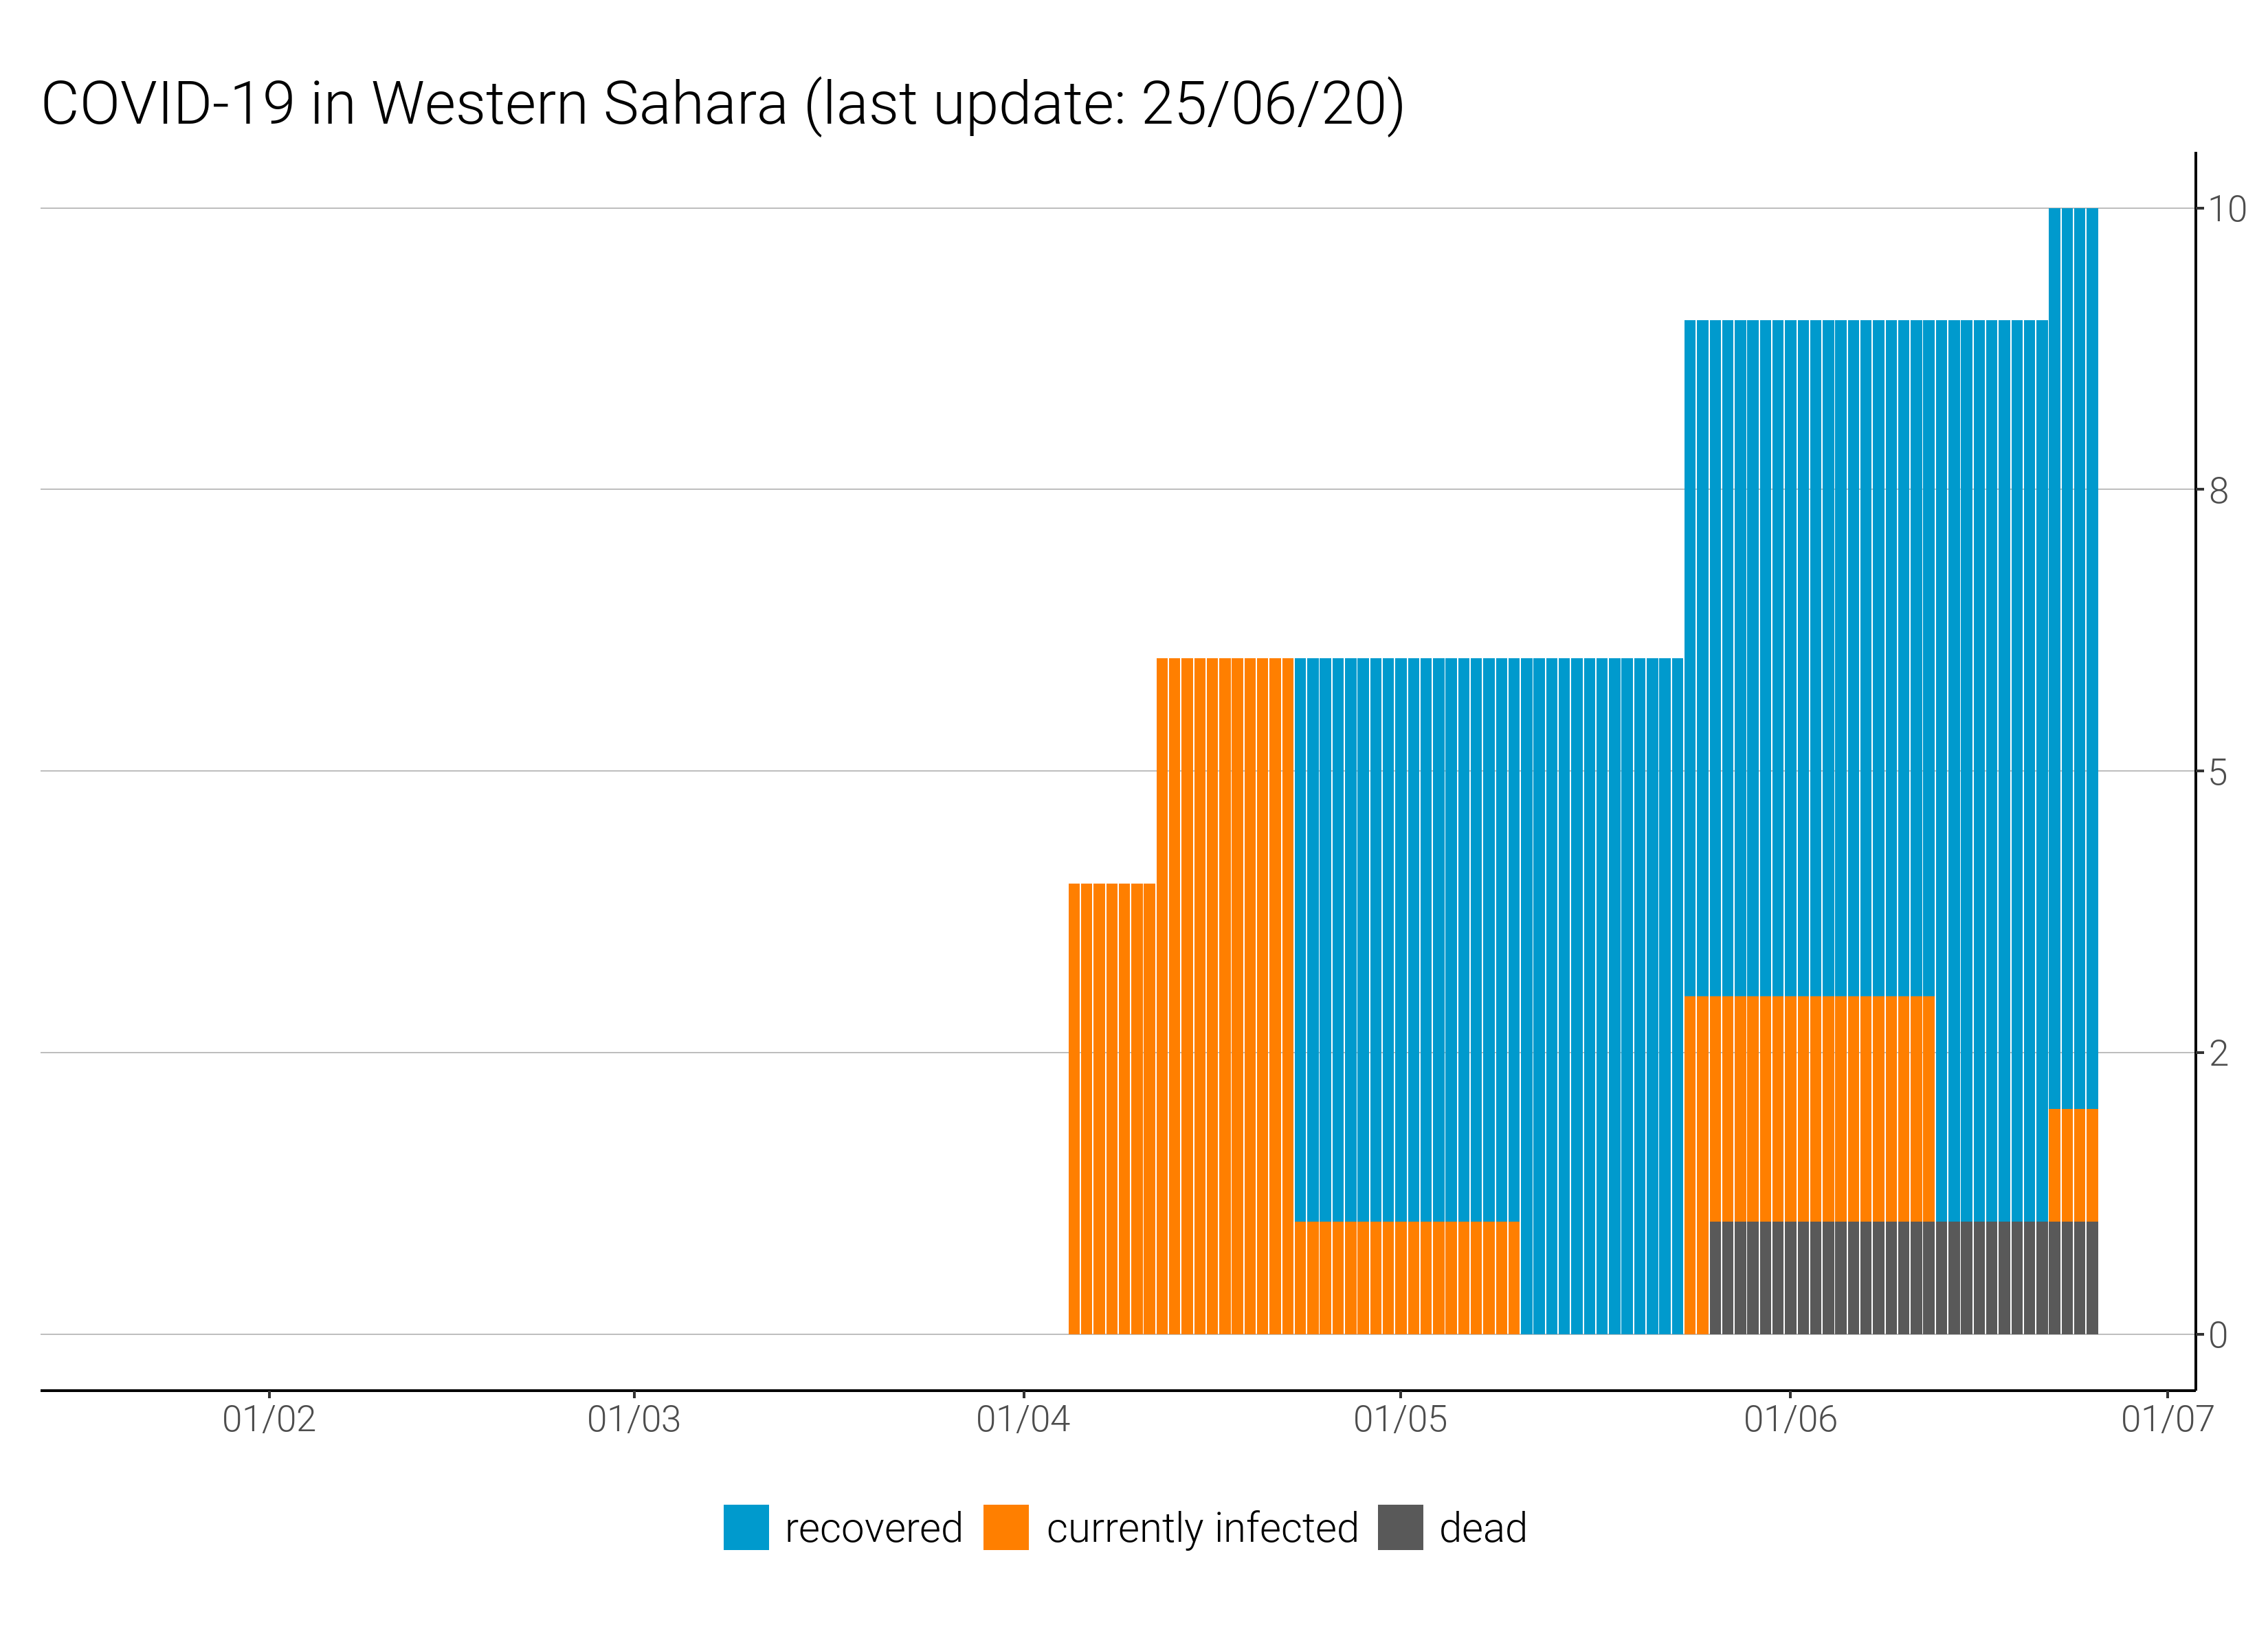 COVID-19 in Western Sahara (last update: 25/06/20)
10
8
5
2
0
01/02 01/03 01/04 01/05 01/06 01/07
recovered currently infected dead